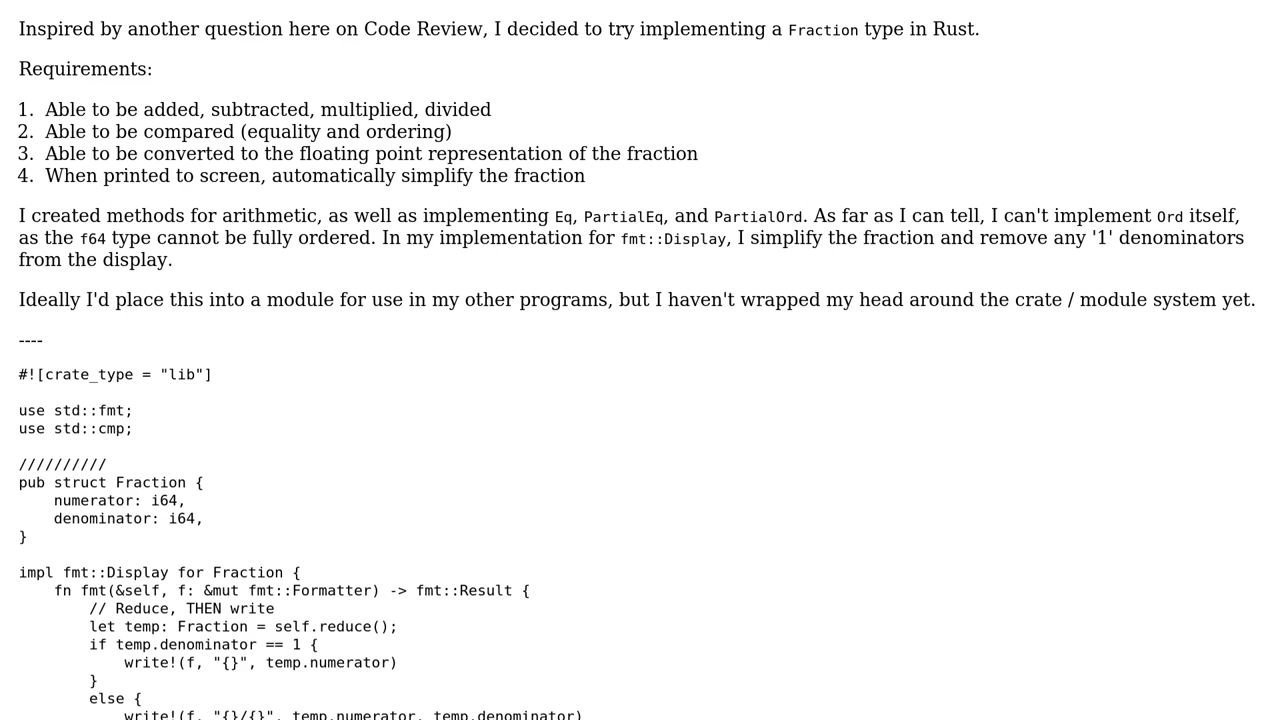 Inspired by another question here on Code Review, I decided to try implementing a Fraction type in Rust.
Requirements:
1. Able to be added, subtracted, multiplied, divided
2. Able to be compared (equality and ordering)
3. Able to be converted to the floating point representation of the fraction
4. When printed to screen, automatically simplify the fraction
I created methods for arithmetic, as well as implementing Eq, PartialEq, and PartialOrd. As far as I can tell, I can't implement Ord itself,
as the f64 type cannot be fully ordered. In my implementation for fmt::Display, I simplify the fraction and remove any '1' denominators
from the display.
Ideally I'd place this into a module for use in my other programs, but I haven't wrapped my head around the crate / module system yet.
----
#![crate_type = "lib"]
use std::fmt;
use std::cmp;
//////////
pub struct Fraction {
    numerator: i64,
    denominator: i64,
}
impl fmt::Display for Fraction {
    fn fmt(&self, f: &mut fmt::Formatter) -> fmt::Result {
        // Reduce, THEN write
        let temp: Fraction = self.reduce();
        if temp.denominator == 1 {
            write!(f, "{}", temp.numerator)
        }
        else {
            write!(f, "{}/{}", temp.numerator, temp.denominator)